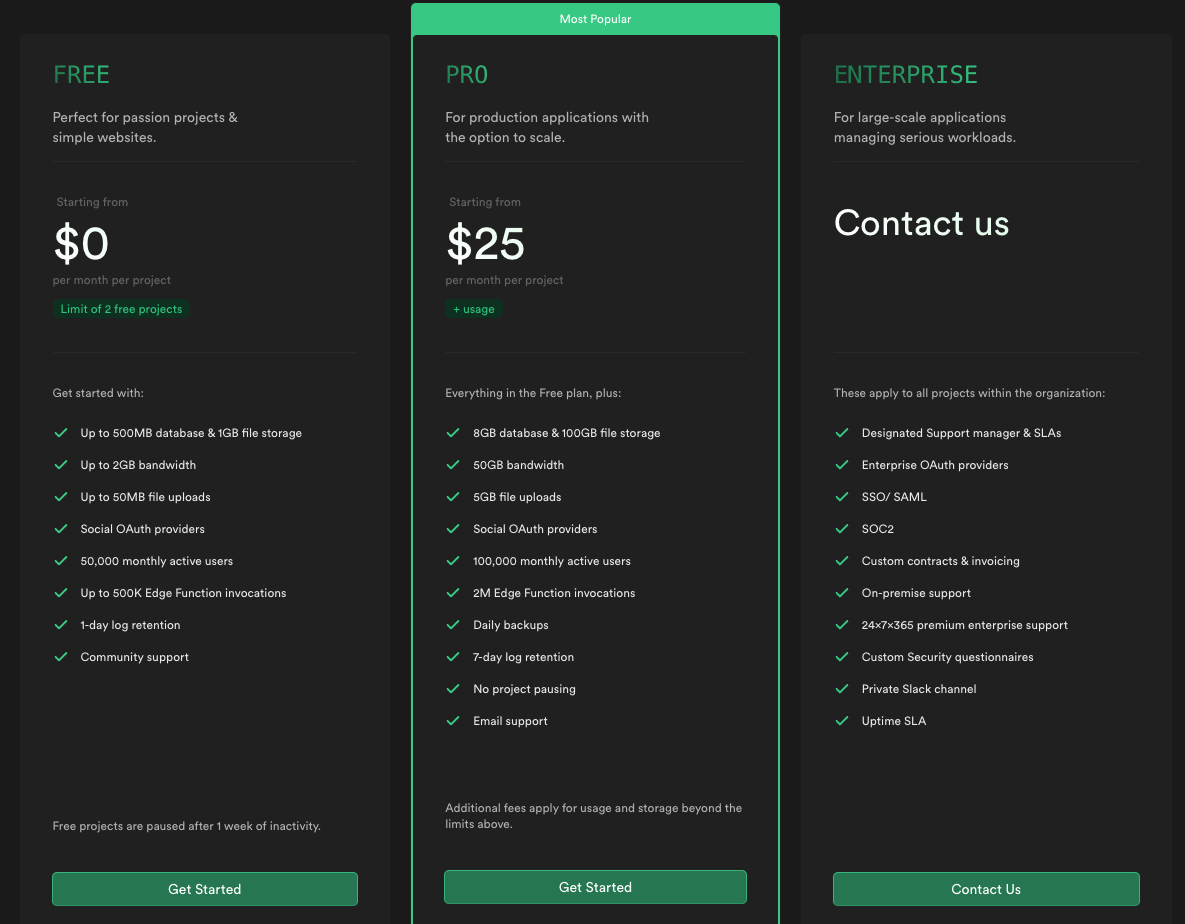 Most Popular
FREE
Perfect for passion projects &
simple websites.
Starting from
$0
per month per project
Limit of 2 free projects
Get started with:
Up to 500MB database & 1GB file storage
Up to 2GB bandwidth
Up to 50MB file uploads
Social OAuth providers
50,000 monthly active users
Up to 500K Edge Function invocations
1-day log retention
Community support
Free projects are paused after 1 week of inactivity.
Get Started
PRO
For production applications with
the option to scale.
Starting from
$25
per month per project
+ usage
Everything in the Free plan, plus:
8GB database & 100GB file storage
50GB bandwidth
5GB file uploads
Social OAuth providers
100,000 monthly active users
2M Edge Function invocations
Daily backups
7-day log retention
No project pausing
Email support
Additional fees apply for usage and storage beyond the
limits above.
Get Started
ENTERPRISE
For large-scale applications
managing serious workloads.
Contact us
These apply to all projects within the organization:
Designated Support manager & SLAs
Enterprise OAuth providers
SSO/ SAML
SOC2
Custom contracts & invoicing
On-premise support
24×7×365 premium enterprise support
Custom Security questionnaires
Private Slack channel
Uptime SLA
Contact Us